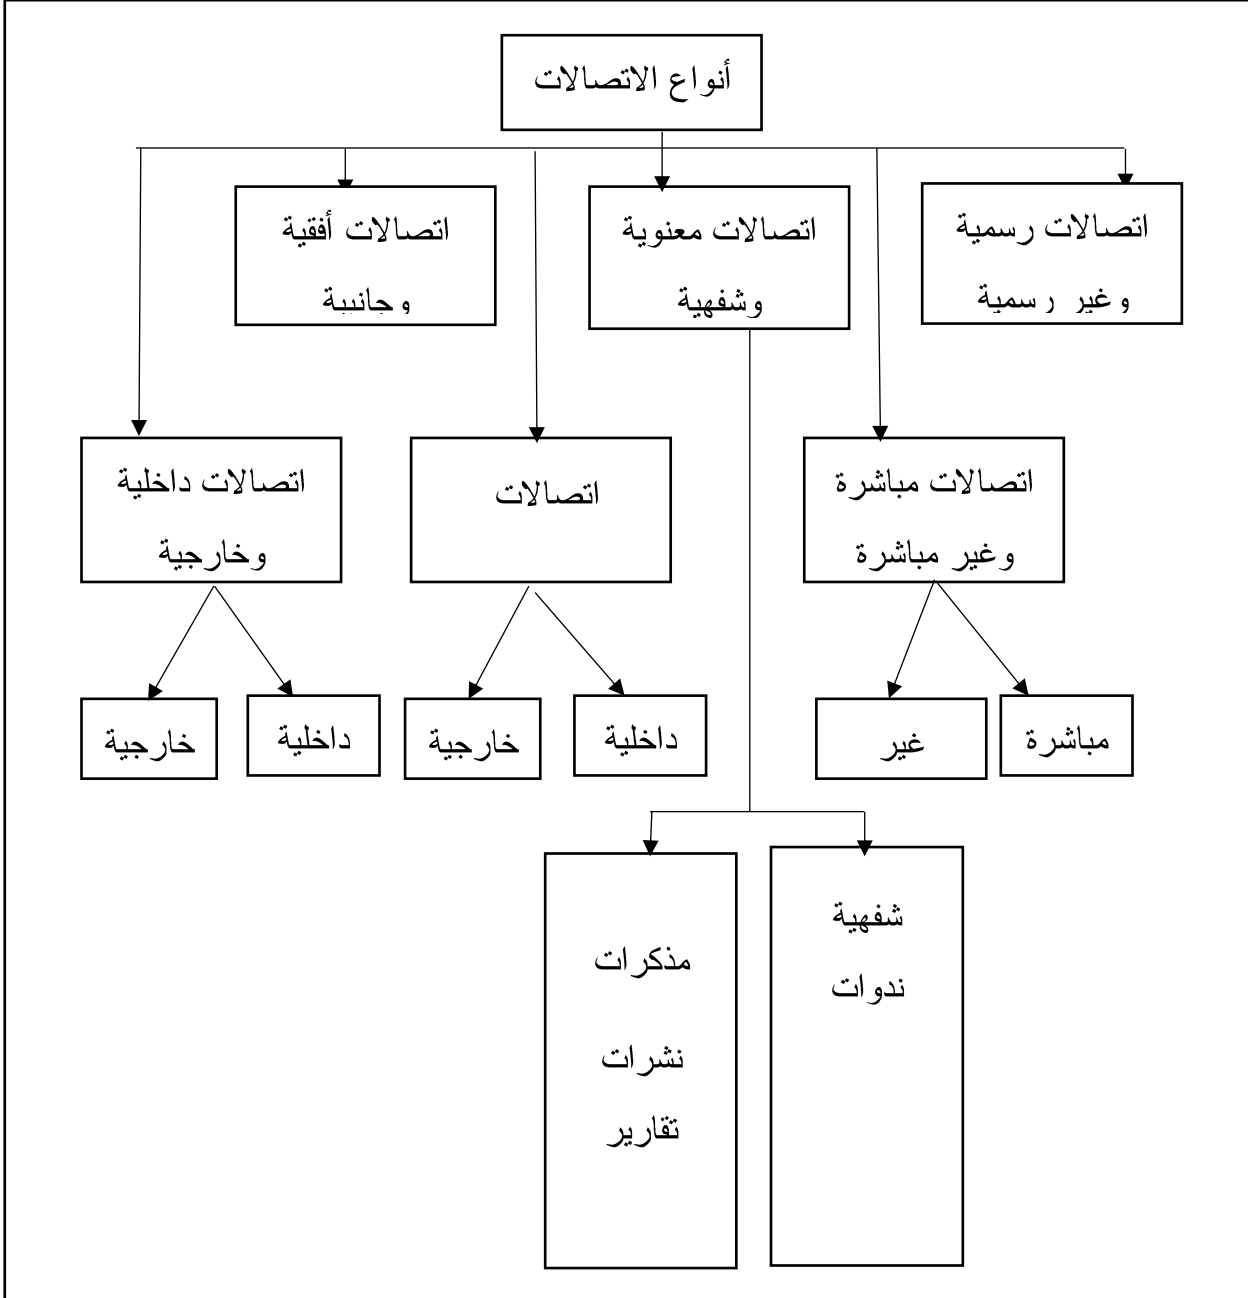 أنواع الاتصالات
اتصالات رسمية
وغير رسمية
اتصالات معنوية
وشفهية
اتصالات أفقية
وجانبية
اتصالات مباشرة
وغير مباشرة
اتصالات
اتصالات داخلية
وخارجية
مباشرة
غير
داخلية
خارجية
داخلية
خارجية
شفهية
ندوات
مذكرات
نشرات
تقارير